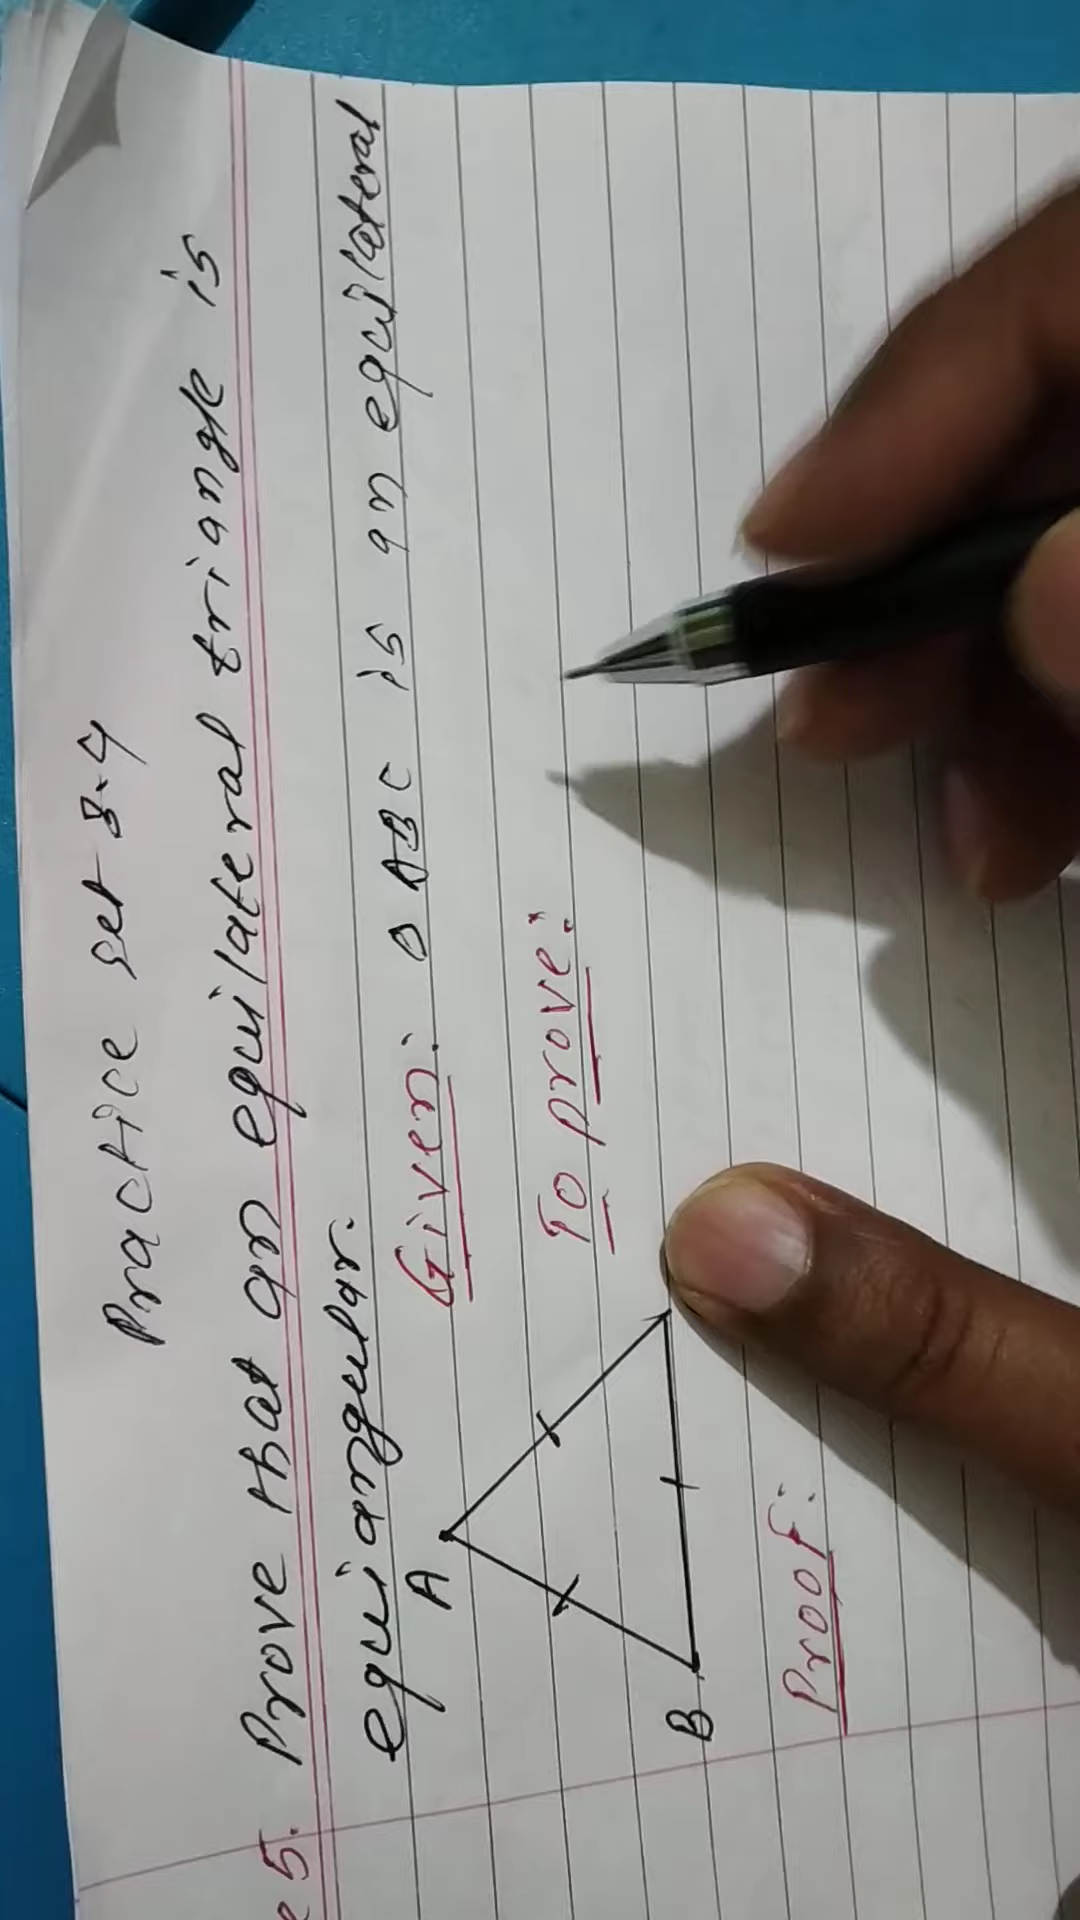 Practice set 3.4
5. Prove that an equilateral triangle is
equiangular.
Given: Δ ABC is an equilateral
A
To prove:
B
Proof: